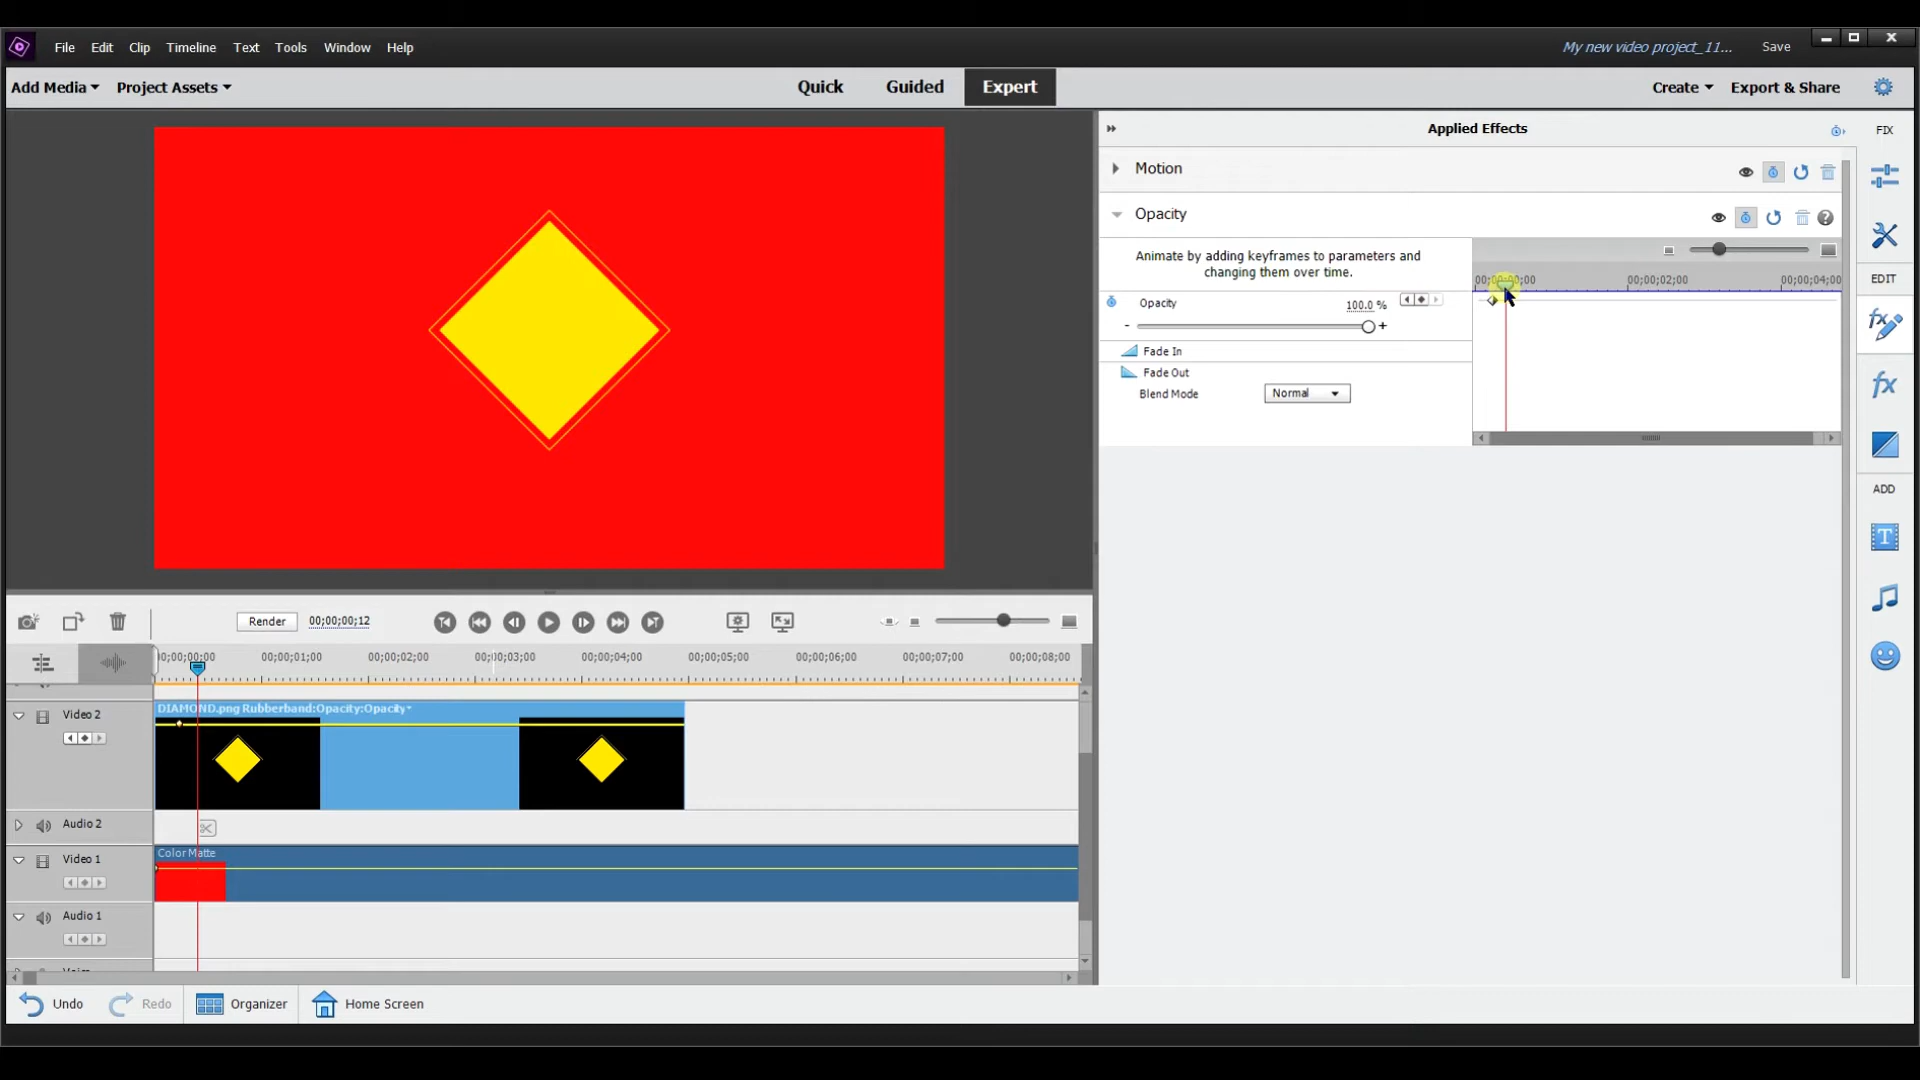 File Edit Clip Timeline Text Tools Window Help
My new video project_11... Save
Add Media Project Assets
Quick Guided Expert
Create Export & Share
Applied Effects
FIX
Motion
Opacity
Animate by adding keyframes to parameters and
changing them over time.
00;00;02;00 00;00;04;00
EDIT
Opacity 100.0 %
- +
Fade In
Fade Out
Blend Mode Normal
ADD
Render 00;00;00;12
00;00;00;00 00;00;01;00 00;00;02;00 00;00;03;00 00;00;04;00 00;00;05;00 00;00;06;00 00;00;07;00 00;00;08;00
DIAMOND.png Rubberband:Opacity:Opacity
Video 2
Audio 2
Color Matte
Video 1
Audio 1
Undo Redo Organizer Home Screen